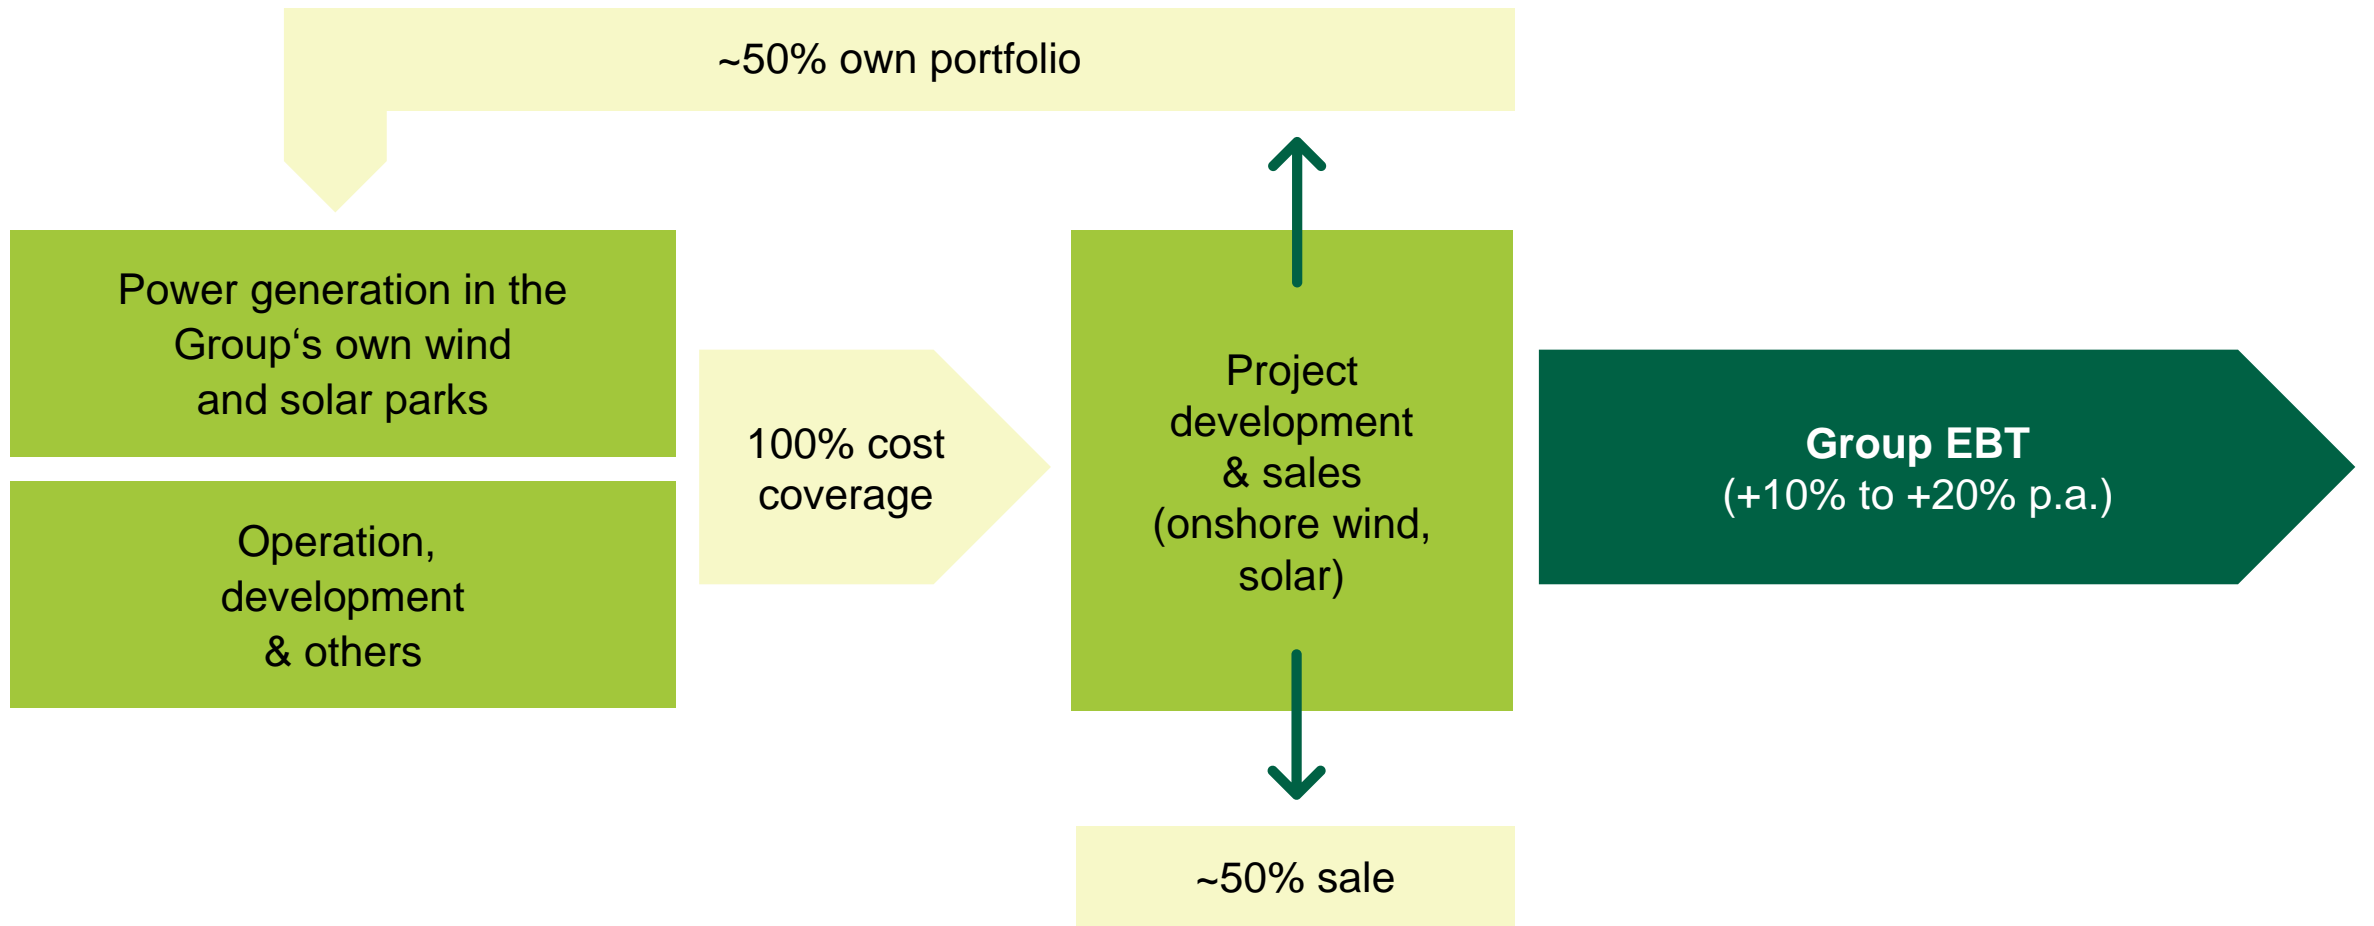 ~50% own portfolio
Power generation in the
Group‘s own wind
and solar parks
Operation,
development
& others
100% cost
coverage
Project
development
& sales
(onshore wind,
solar)
Group EBT
(+10% to +20% p.a.)
~50% sale